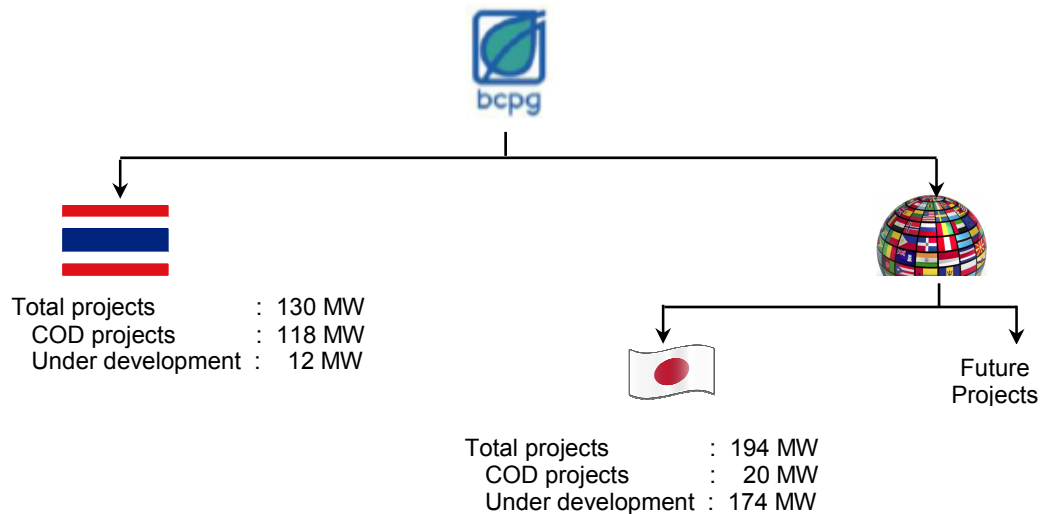 bcpg
Total projects : 130 MW
COD projects : 118 MW
Under development : 12 MW
Future
Projects
Total projects : 194 MW
COD projects : 20 MW
Under development : 174 MW